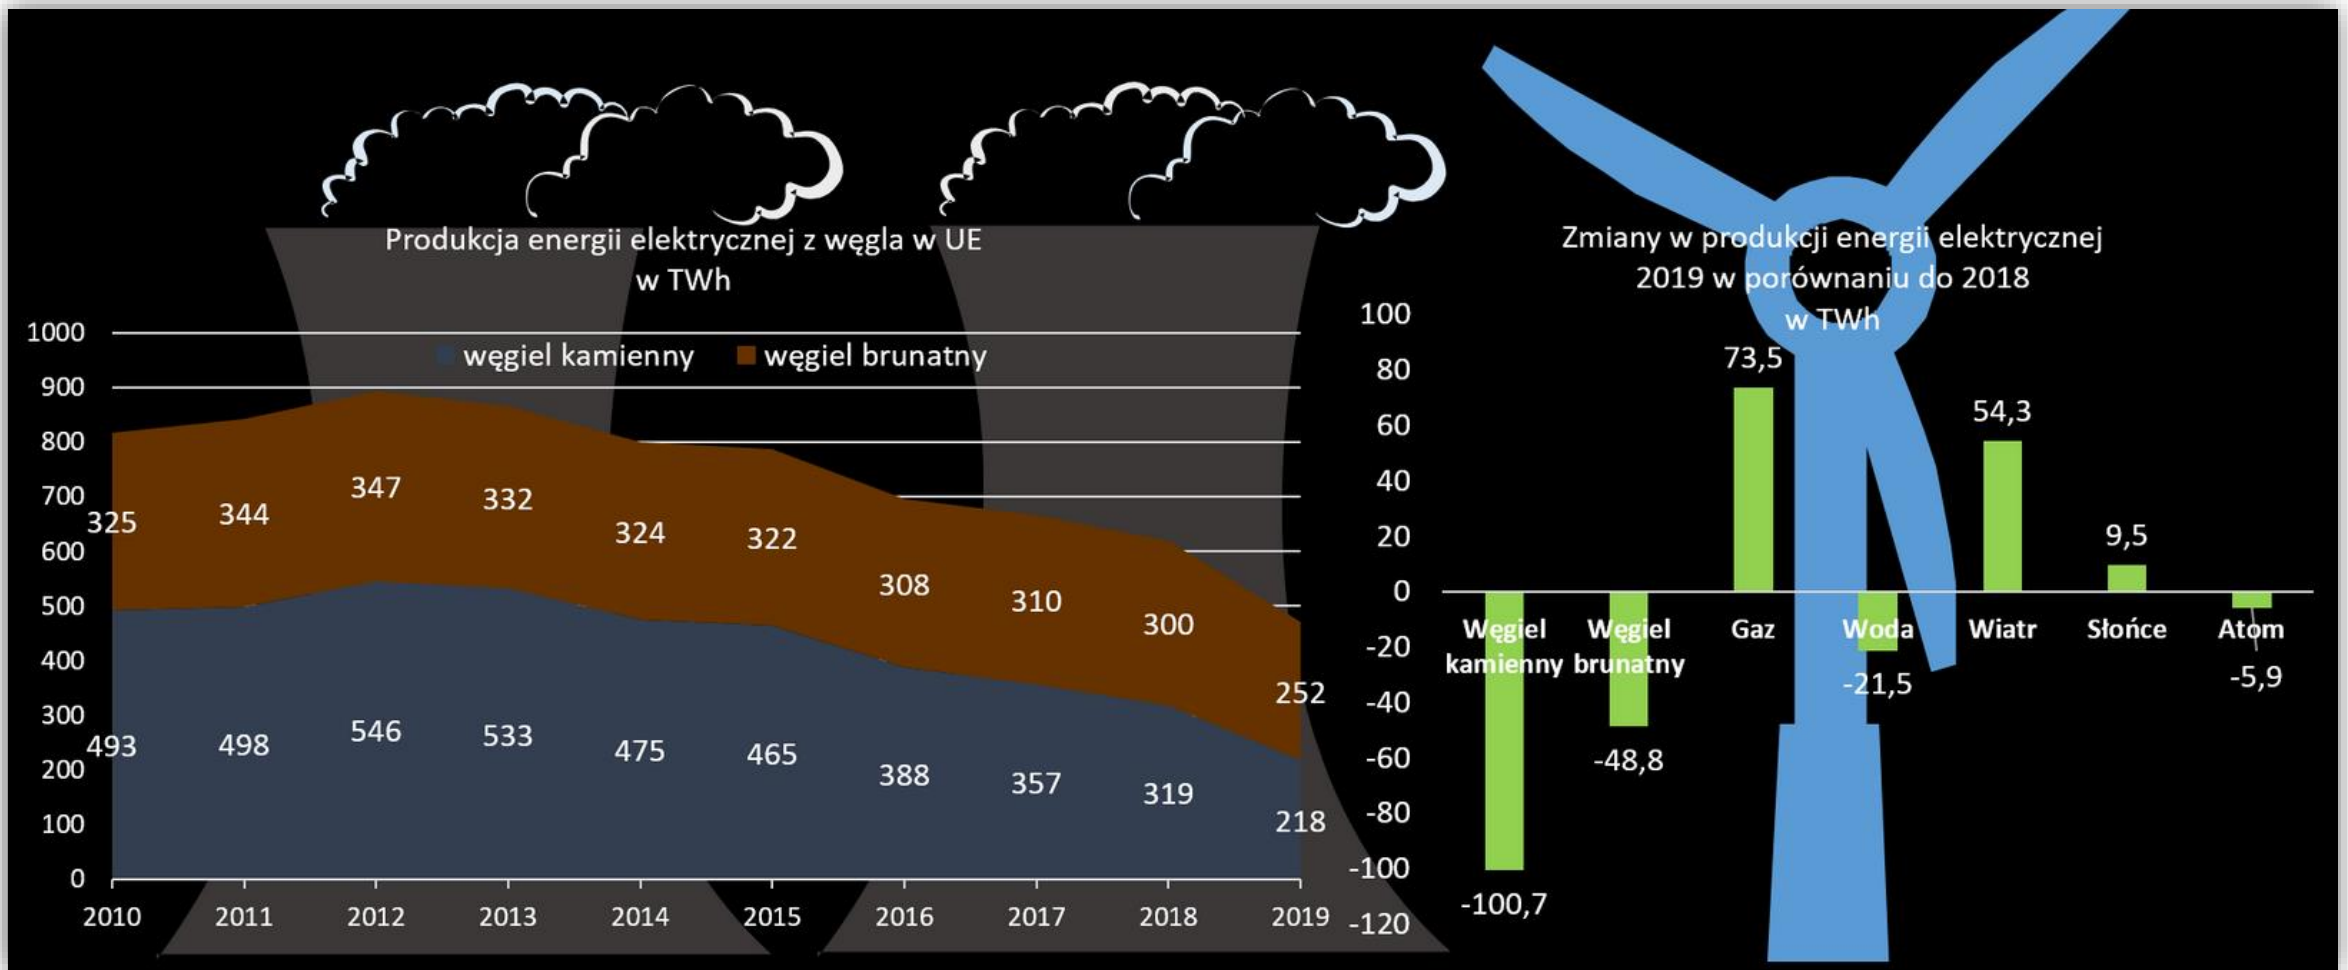 Produkcja energii elektrycznej z węgla w UE
w TWh
1000
900
800
700
600
500
400
300
200
100
0
węgiel kamienny węgiel brunatny
325 344 347 332 324 322 308 310 300 252
493 498 546 533 475 465 388 357 319 218
2010 2011 2012 2013 2014 2015 2016 2017 2018 2019
Zmiany w produkcji energii elektrycznej
2019 w porównaniu do 2018
w TWh
100
80
60
40
20
0
-20
-40
-60
-80
-100
-120
73,5
54,3
9,5
Węgiel kamienny
Węgiel brunatny
Gaz
Woda
Wiatr
Słońce
Atom
-100,7
-48,8
-21,5
-5,9